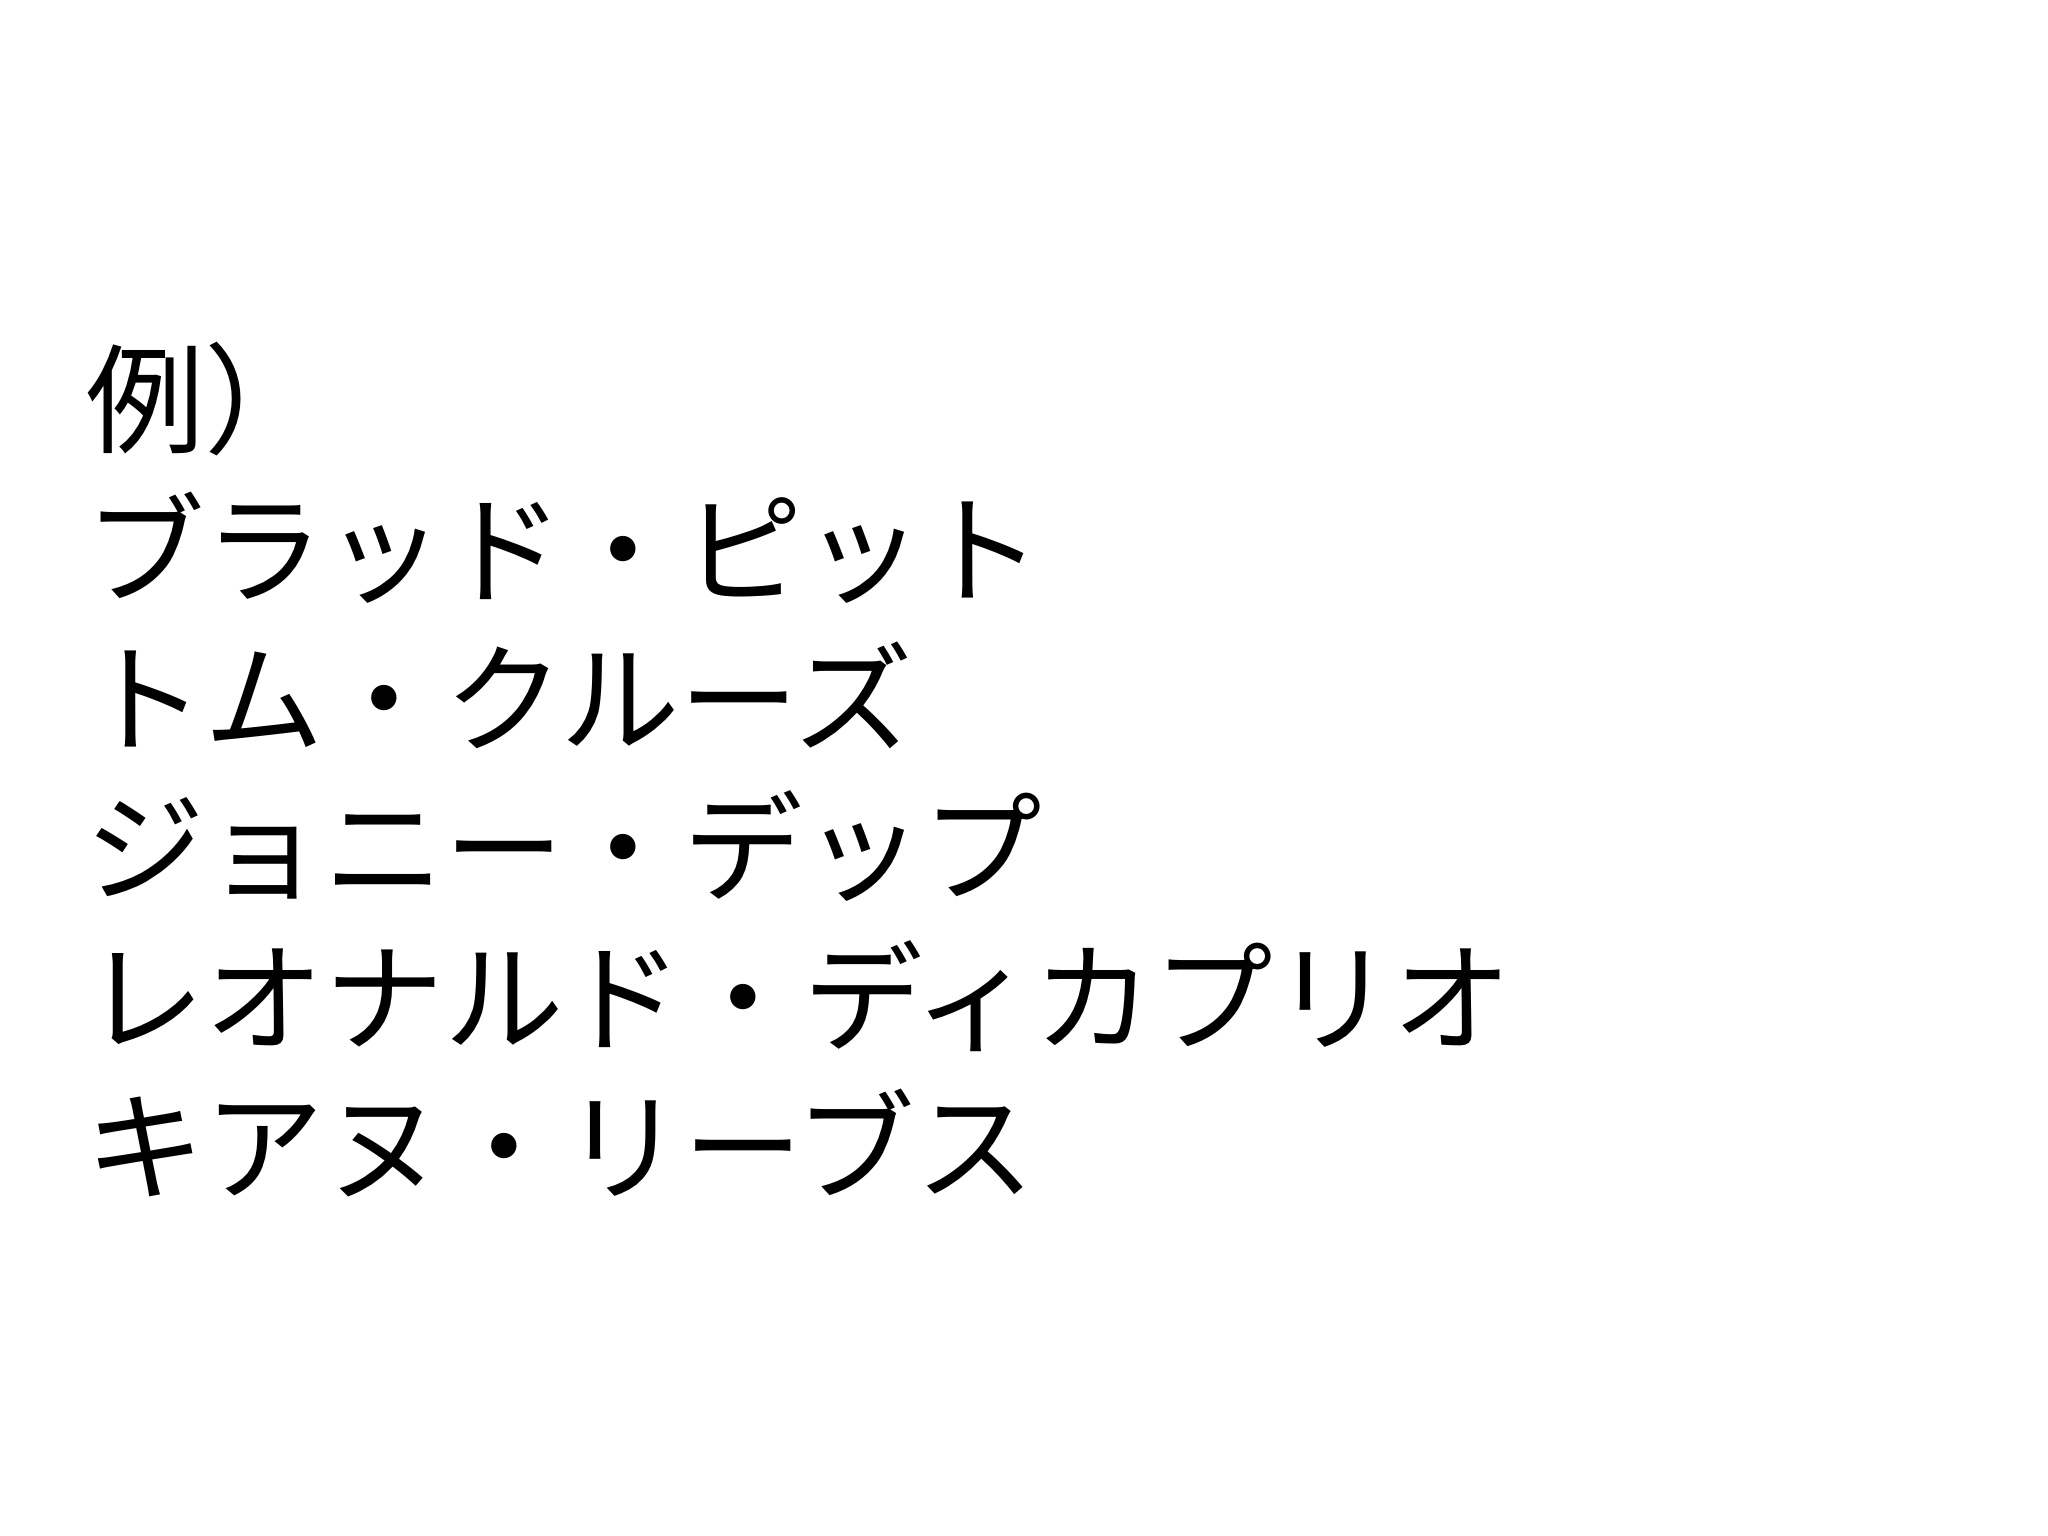 例）
ブラッド・ピット
トム・クルーズ
ジョニー・デップ
レオナルド・ディカプリオ
キアヌ・リーブス